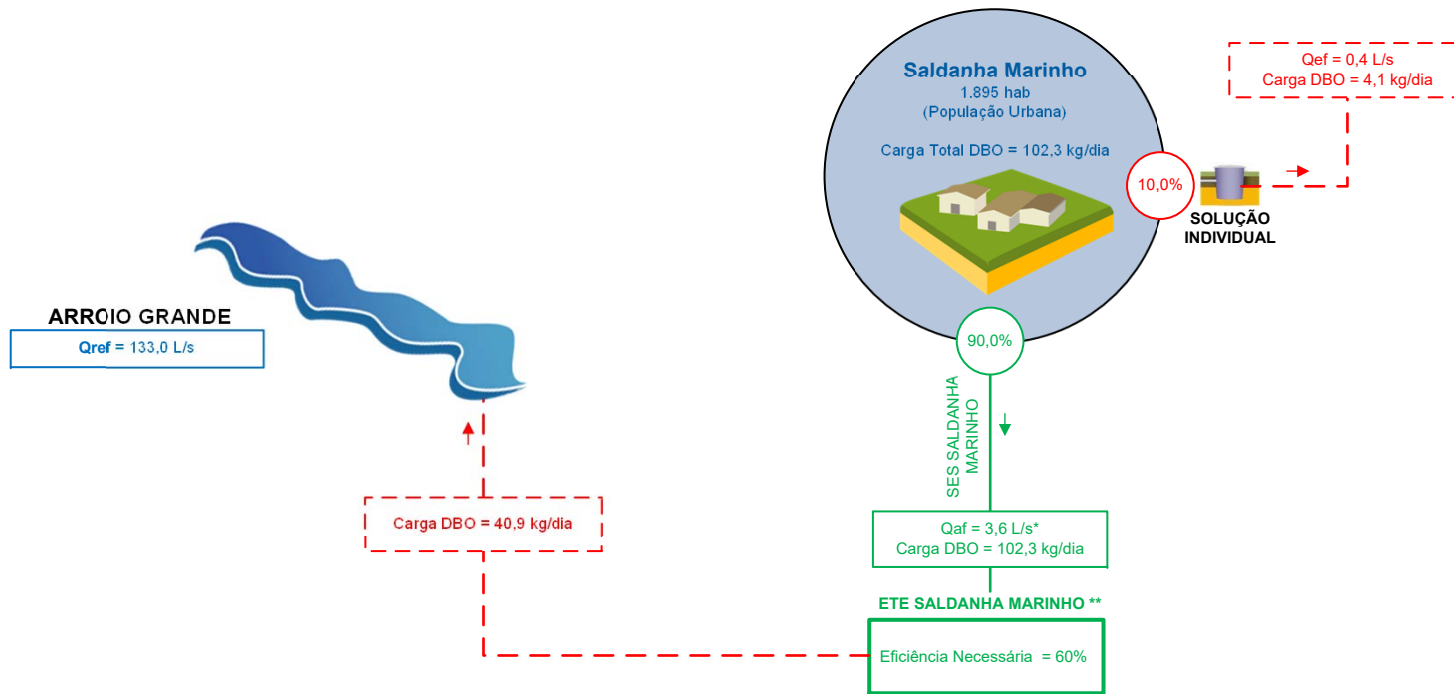 Saldanha Marinho
1.895 hab
(População Urbana)
Carga Total DBO = 102,3 kg/dia
Qef = 0,4 L/s
Carga DBO = 4,1 kg/dia
10,0%
SOLUÇÃO
INDIVIDUAL
ARROIO GRANDE
Qref = 133,0 L/s
90,0%
SES SALDANHA
MARINHO
Carga DBO = 40,9 kg/dia
Qaf = 3,6 L/s*
Carga DBO = 102,3 kg/dia
ETE SALDANHA MARINHO **
Eficiência Necessária = 60%